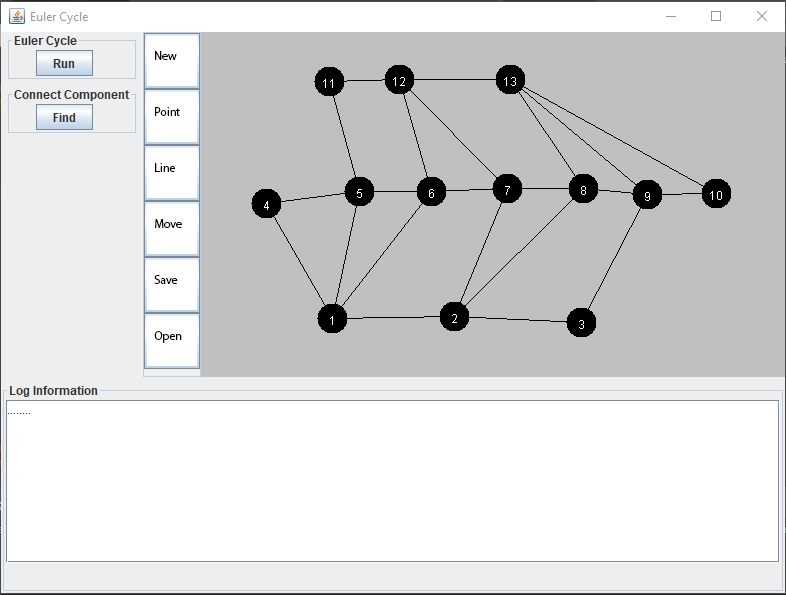 Euler Cycle
Euler Cycle
Run
Connect Component
Find
New
Point
Line
Move
Save
Open
11 12 13
4 5 6 7 8 9 10
1 2 3
Log Information
........